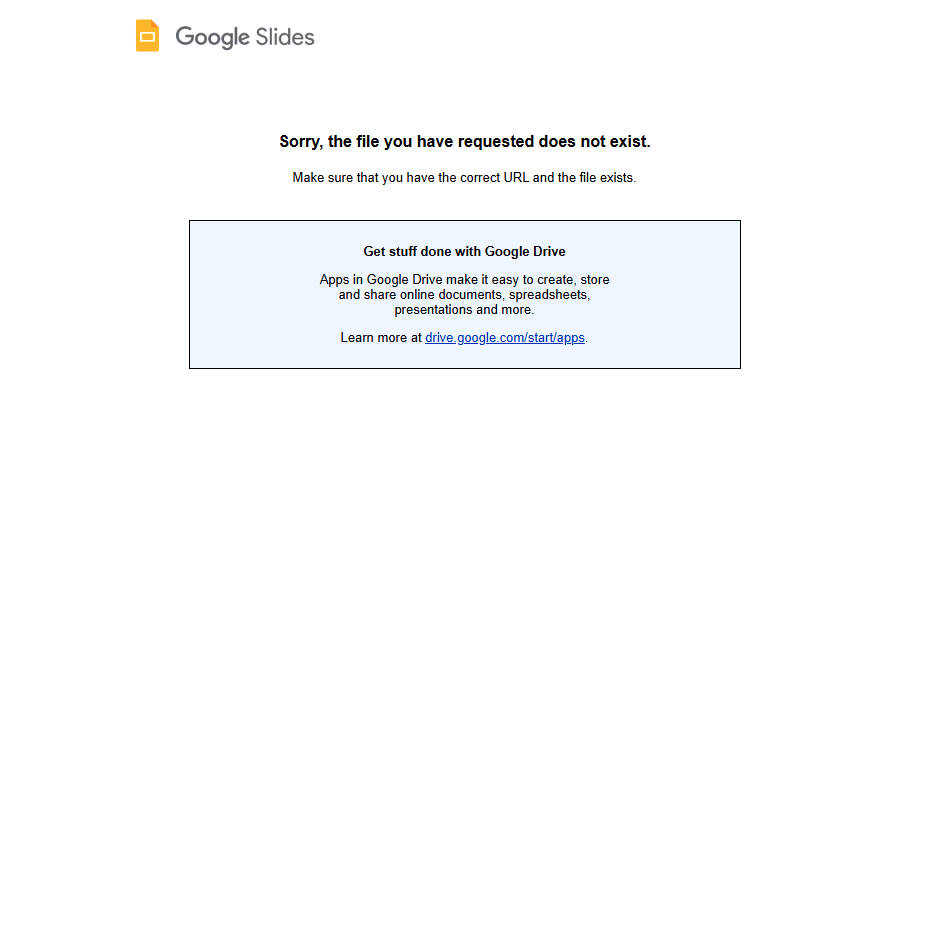 Google Slides
Sorry, the file you have requested does not exist.
Make sure that you have the correct URL and the file exists.
Get stuff done with Google Drive
Apps in Google Drive make it easy to create, store
and share online documents, spreadsheets,
presentations and more.
Learn more at drive.google.com/start/apps.